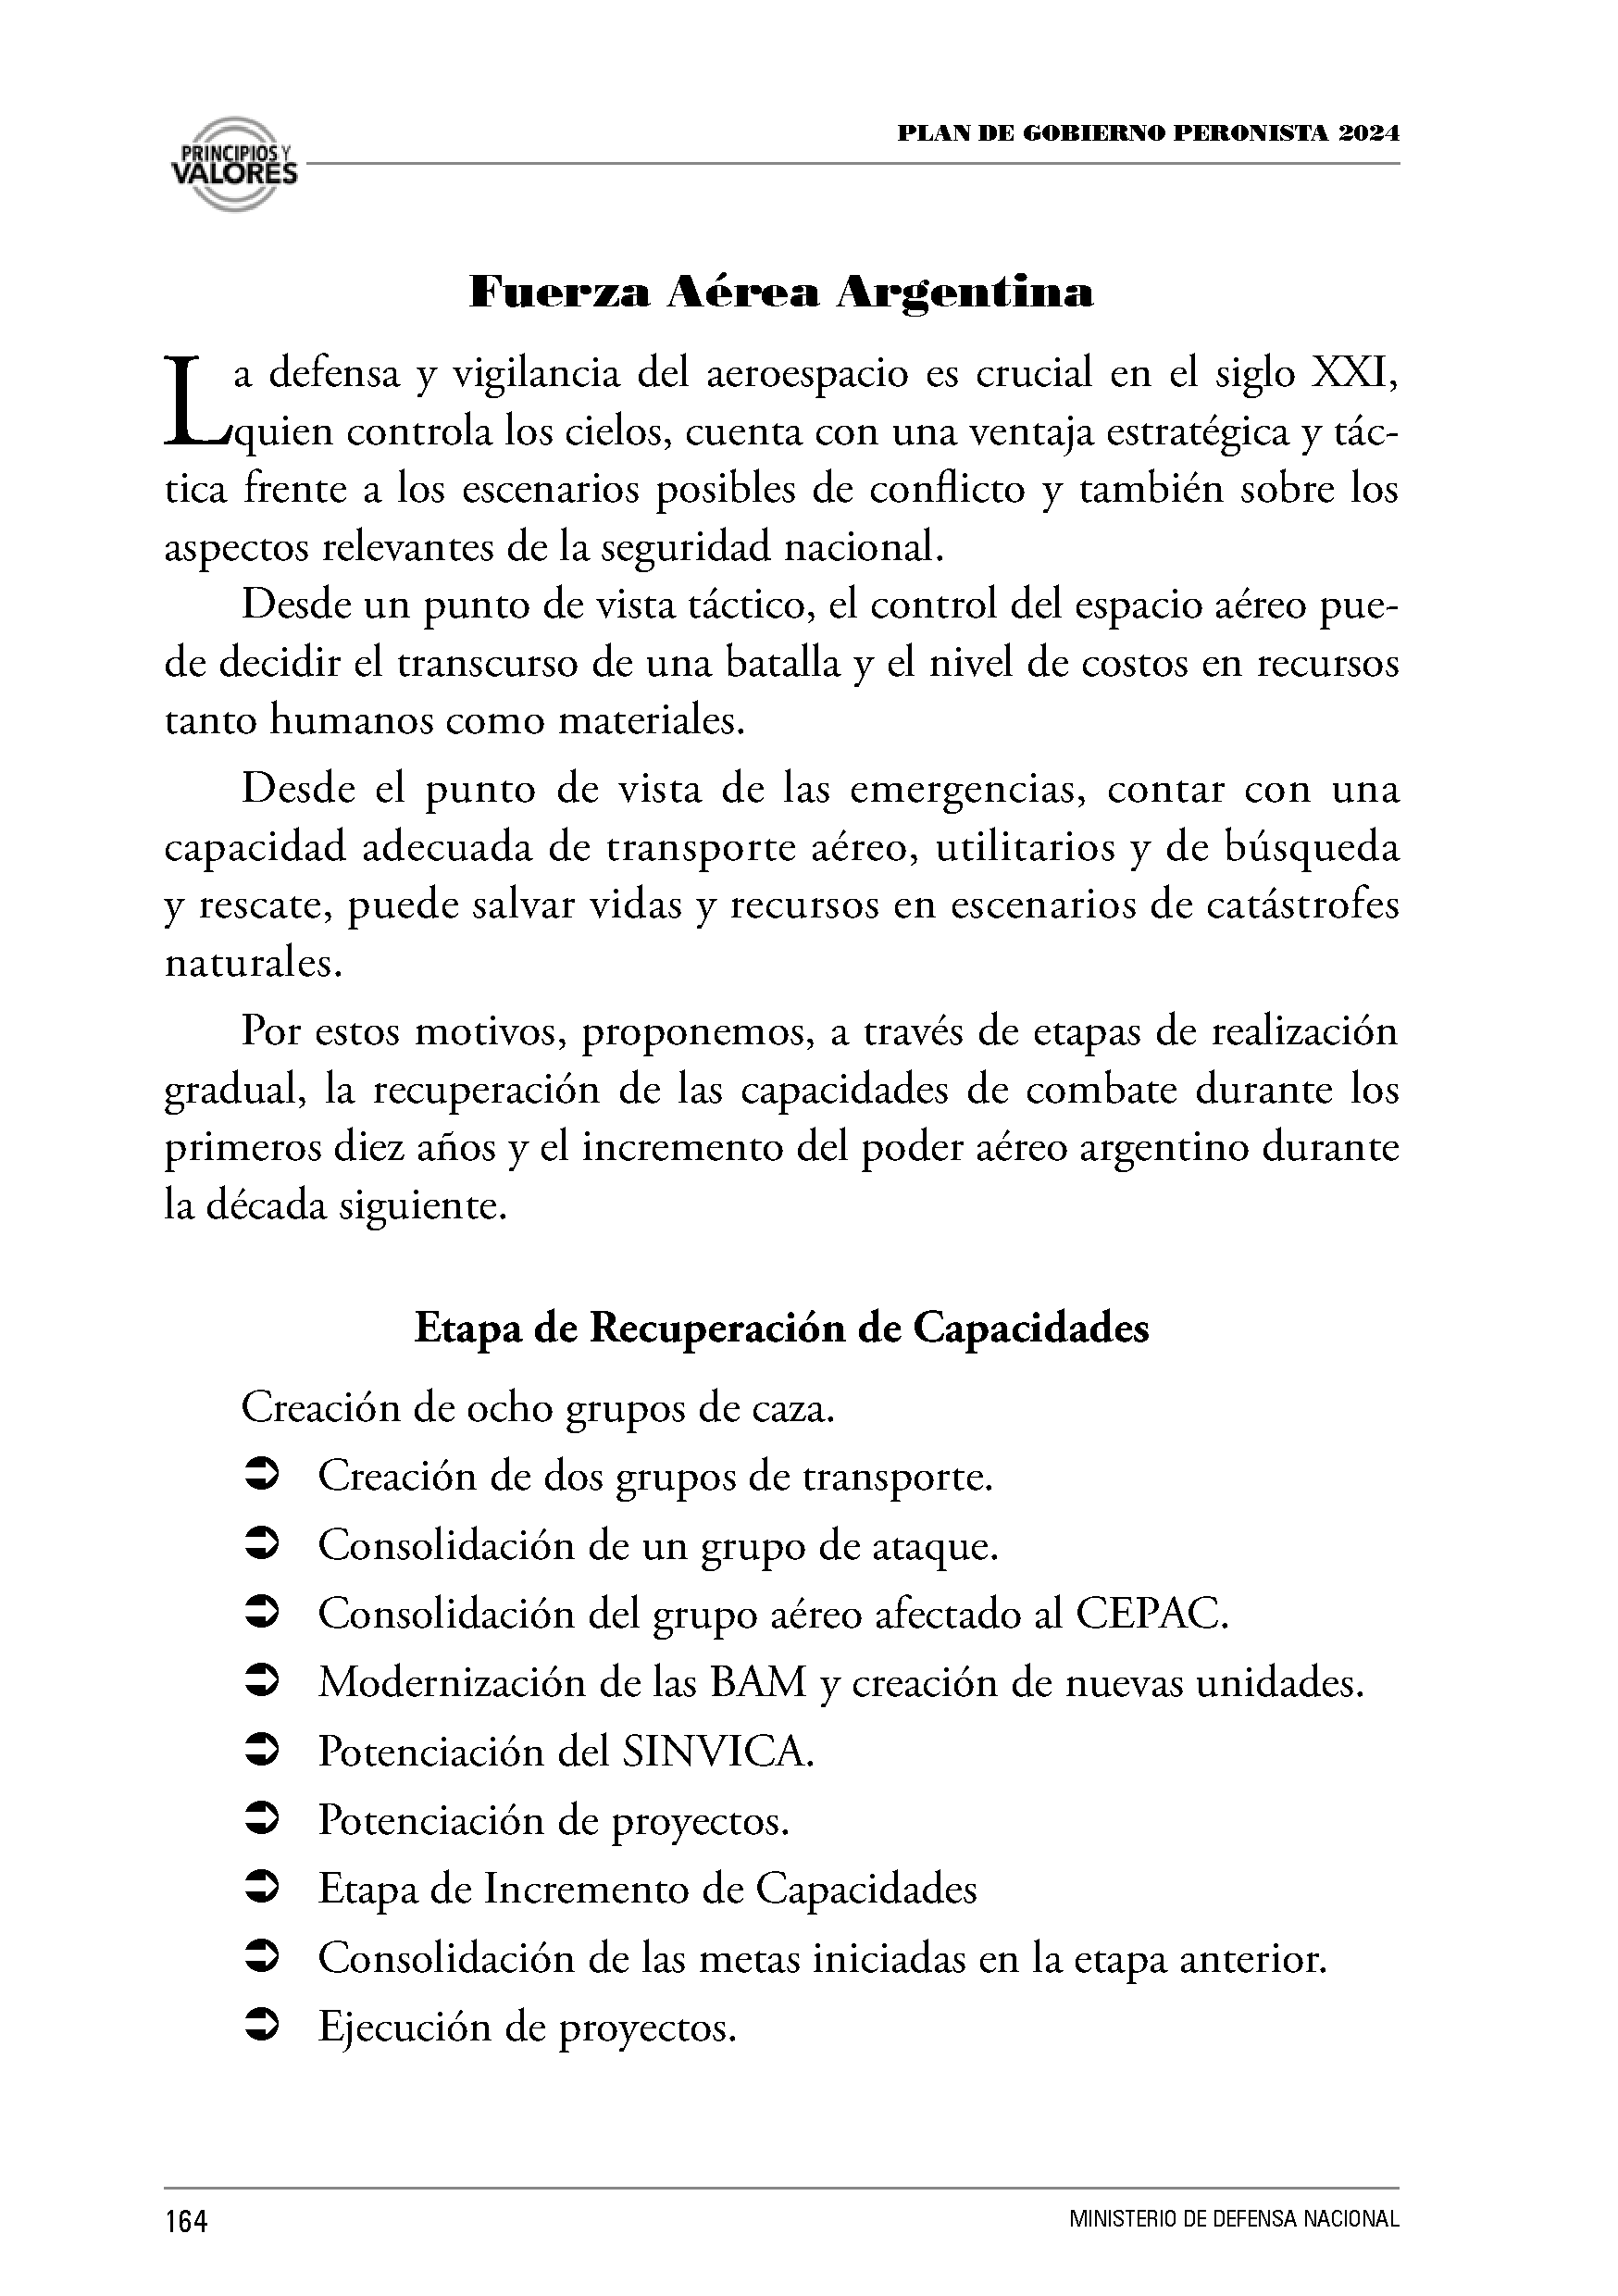 PRINCIPIOS Y
VALORES
PLAN DE GOBIERNO PERONISTA 2024
Fuerza Aérea Argentina
La defensa y vigilancia del aeroespacio es crucial en el siglo XXI,
quien controla los cielos, cuenta con una ventaja estratégica y tác-
tica frente a los escenarios posibles de conflicto y también sobre los
aspectos relevantes de la seguridad nacional.
Desde un punto de vista táctico, el control del espacio aéreo pue-
de decidir el transcurso de una batalla y el nivel de costos en recursos
tanto humanos como materiales.
Desde el punto de vista de las emergencias, contar con una
capacidad adecuada de transporte aéreo, utilitarios y de búsqueda
y rescate, puede salvar vidas y recursos en escenarios de catástrofes
naturales.
Por estos motivos, proponemos, a través de etapas de realización
gradual, la recuperación de las capacidades de combate durante los
primeros diez años y el incremento del poder aéreo argentino durante
la década siguiente.
Etapa de Recuperación de Capacidades
Creación de ocho grupos de caza.
➲ Creación de dos grupos de transporte.
➲ Consolidación de un grupo de ataque.
➲ Consolidación del grupo aéreo afectado al CEPAC.
➲ Modernización de las BAM y creación de nuevas unidades.
➲ Potenciación del SINVICA.
➲ Potenciación de proyectos.
➲ Etapa de Incremento de Capacidades
➲ Consolidación de las metas iniciadas en la etapa anterior.
➲ Ejecución de proyectos.
164
MINISTERIO DE DEFENSA NACIONAL